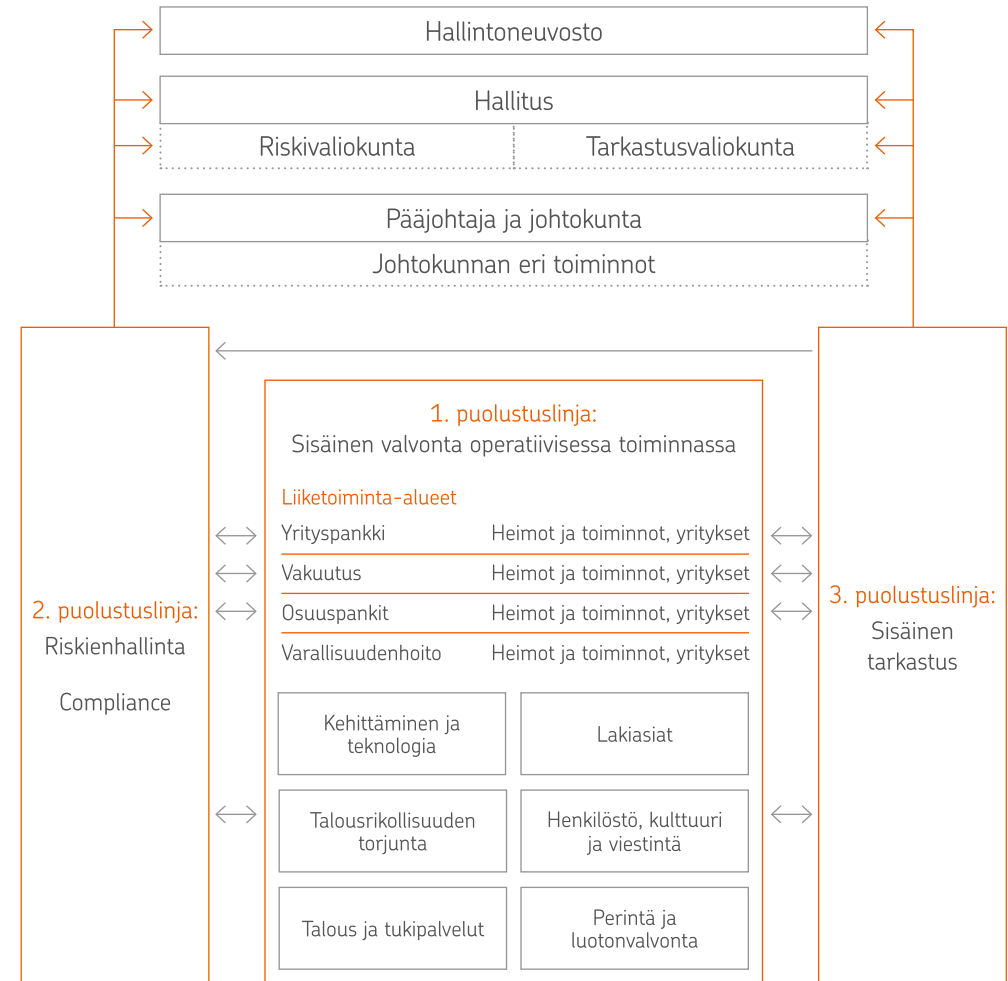 Hallintoneuvosto
Hallitus
Riskivaliokunta
Tarkastusvaliokunta
Pääjohtaja ja johtokunta
Johtokunnan eri toiminnot
1. puolustuslinja:
Sisäinen valvonta operatiivisessa toiminnassa
Liiketoiminta-alueet
Yrityspankki Heimot ja toiminnot, yritykset
Vakuutus Heimot ja toiminnot, yritykset
Osuuspankit Heimot ja toiminnot, yritykset
Varallisuudenhoito Heimot ja toiminnot, yritykset
Kehittäminen ja
teknologia
Lakiasiat
Talousrikollisuuden
torjunta
Henkilöstö, kulttuuri
ja viestintä
Talous ja tukipalvelut
Perintä ja
luotonvalvonta
2. puolustuslinja:
Riskienhallinta
Compliance
3. puolustuslinja:
Sisäinen
tarkastus